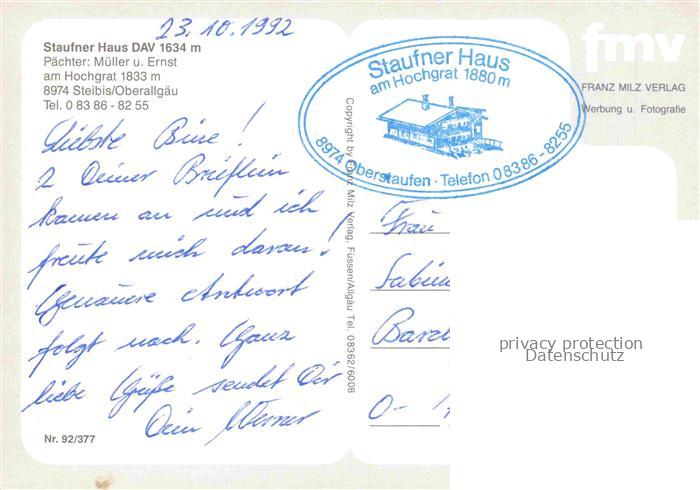 23.10.1992
Staufner Haus DAV 1634 m
Pächter: Müller u. Ernst
am Hochgrat 1833 m
8974 Steibis/Oberallgäu
Tel. 0 83 86 - 82 55
Liebste Bine!
2 Deiner Brieflein
kamen an und ich
freute mich daran!
Genauere Antwort
folgt noch. Ganz
liebe Grüße sendet Dir
Dein Werner
Nr. 92/377
Copyright by Franz Milz Verlag, Füssen/Allgäu Tel. 08362/6008
Staufner Haus
am Hochgrat 1880 m
8974 Oberstaufen · Telefon 08386-8255
fmv
FRANZ MILZ VERLAG
Werbung u. Fotografie
Frau
privacy protection
Datenschutz